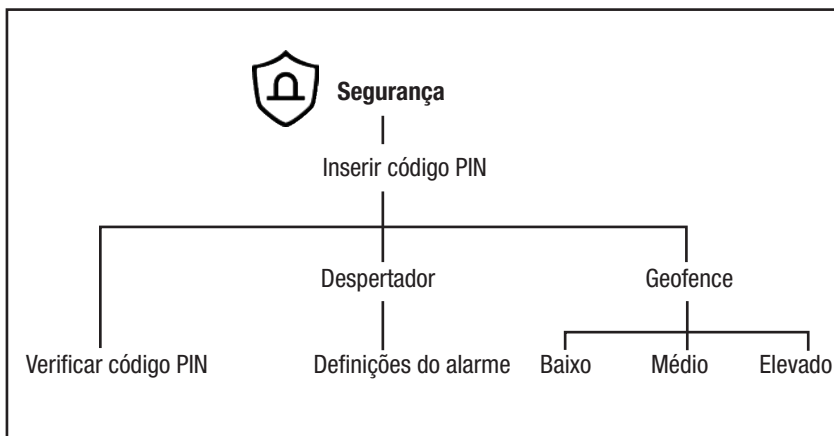 Segurança
Inserir código PIN
Despertador Geofence
Verificar código PIN Definições do alarme Baixo Médio Elevado